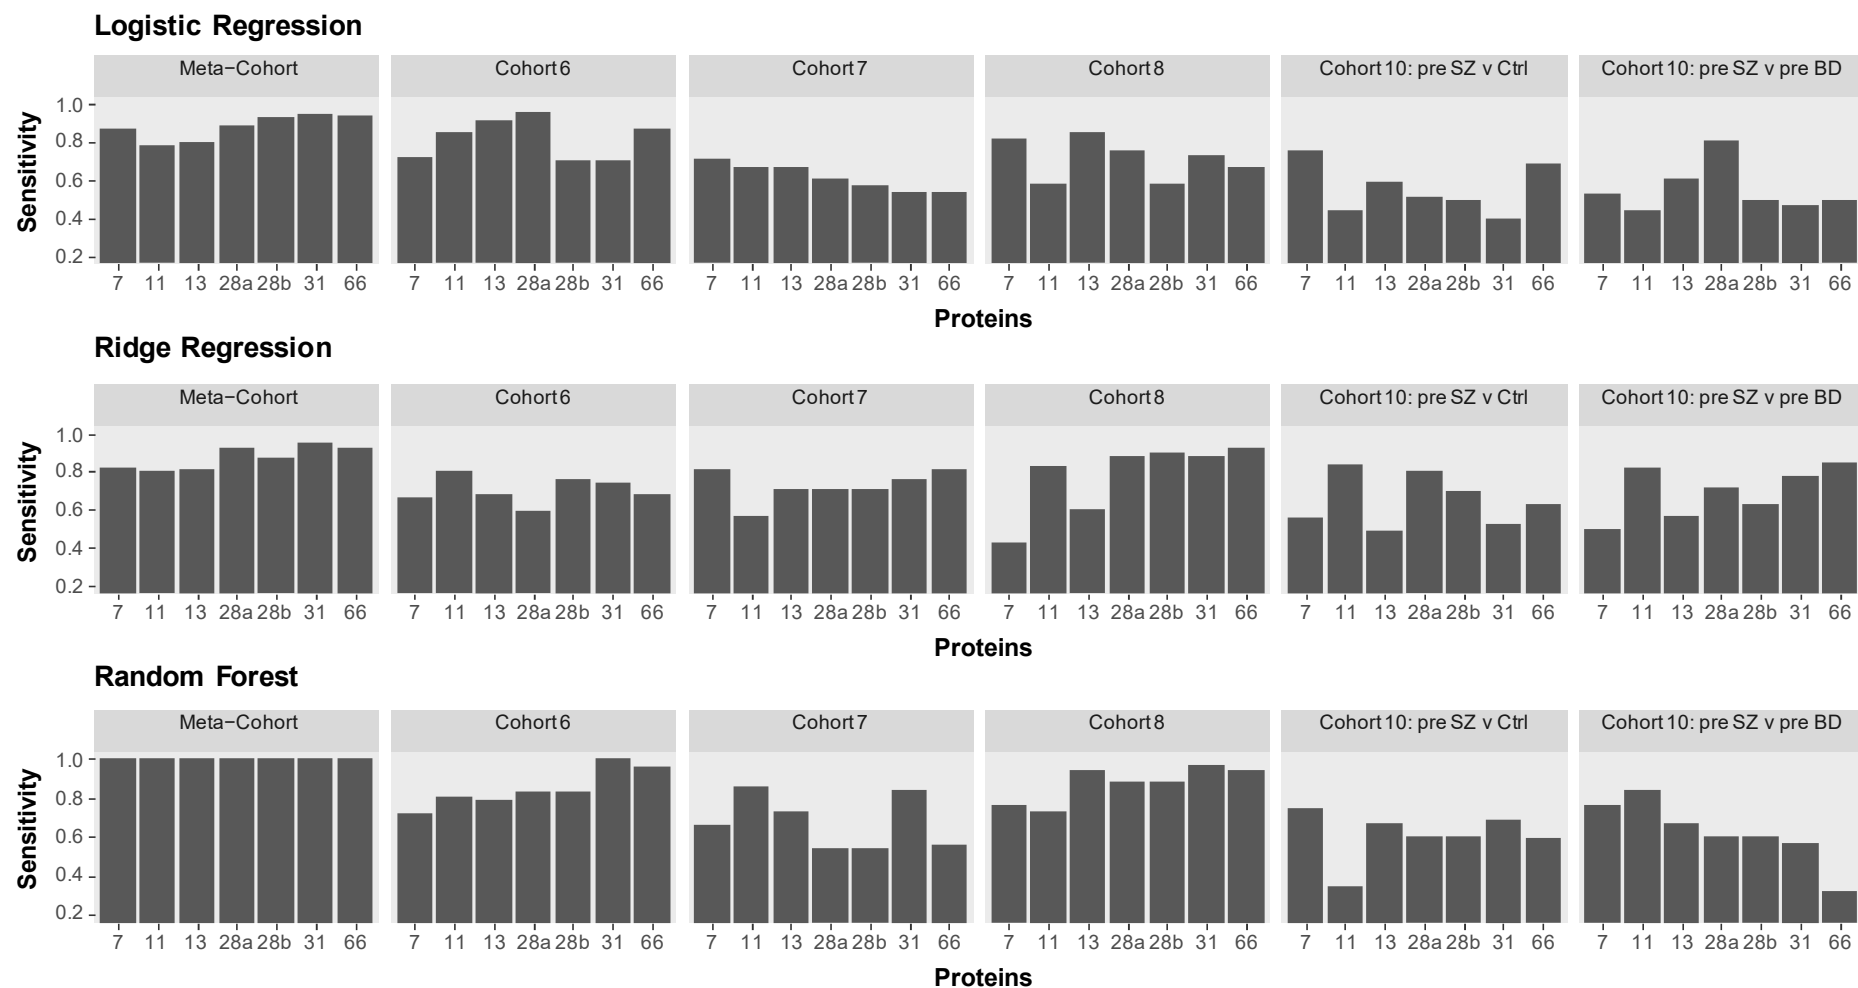 Logistic Regression
Meta−Cohort Cohort 6 Cohort 7 Cohort 8 Cohort 10: pre SZ v Ctrl Cohort 10: pre SZ v pre BD
Sensitivity
1.0
0.8
0.6
0.4
0.2
7 11 13 28a 28b 31 66 7 11 13 28a 28b 31 66 7 11 13 28a 28b 31 66 7 11 13 28a 28b 31 66 7 11 13 28a 28b 31 66 7 11 13 28a 28b 31 66
Proteins
Ridge Regression
Meta−Cohort Cohort 6 Cohort 7 Cohort 8 Cohort 10: pre SZ v Ctrl Cohort 10: pre SZ v pre BD
Sensitivity
1.0
0.8
0.6
0.4
0.2
7 11 13 28a 28b 31 66 7 11 13 28a 28b 31 66 7 11 13 28a 28b 31 66 7 11 13 28a 28b 31 66 7 11 13 28a 28b 31 66 7 11 13 28a 28b 31 66
Proteins
Random Forest
Meta−Cohort Cohort 6 Cohort 7 Cohort 8 Cohort 10: pre SZ v Ctrl Cohort 10: pre SZ v pre BD
Sensitivity
1.0
0.8
0.6
0.4
0.2
7 11 13 28a 28b 31 66 7 11 13 28a 28b 31 66 7 11 13 28a 28b 31 66 7 11 13 28a 28b 31 66 7 11 13 28a 28b 31 66 7 11 13 28a 28b 31 66
Proteins